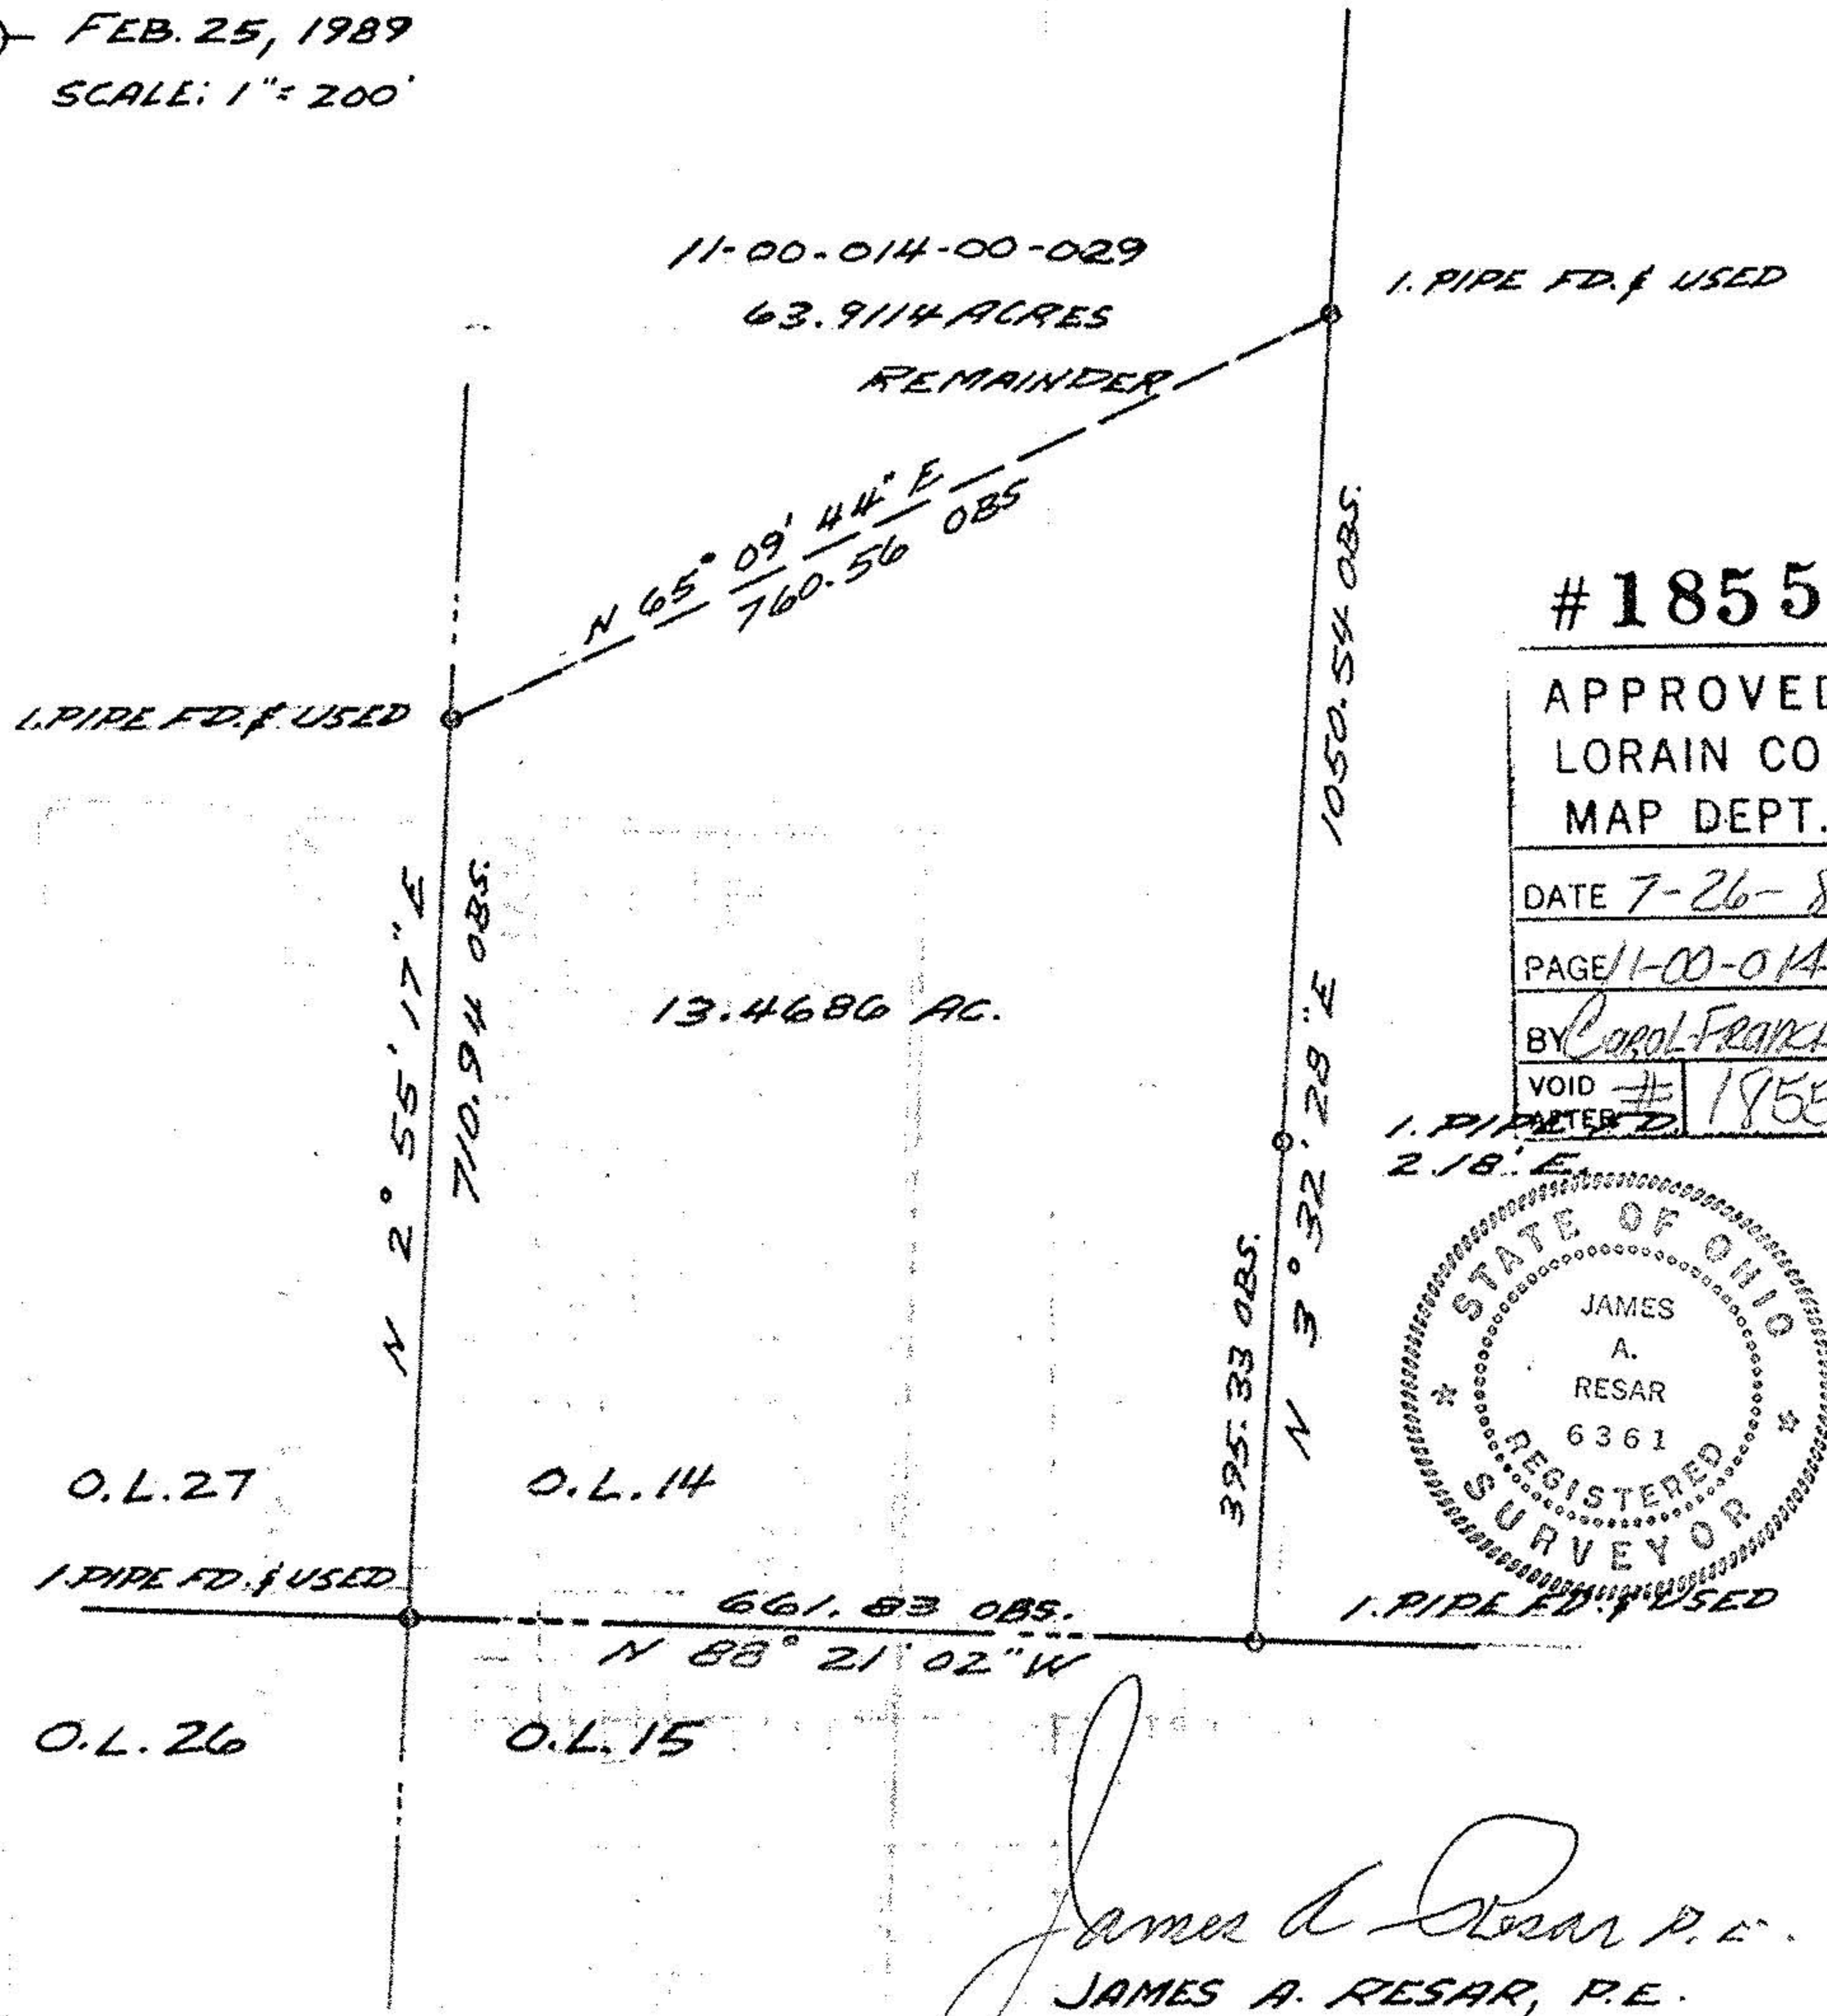 FEB. 25, 1989
SCALE: 1"= 200'
11-00-014-00-029
63.9114 ACRES
REMAINDER
I. PIPE FD. & USED
N 65° 09' 44" E
760.56 OBS
1050.54 OBS.
I. PIPE FD. & USED
N 2° 55' 17" E
710.94 OBS.
13.4686 AC.
#1855
APPROVED
LORAIN CO
MAP DEPT.
DATE 7-26-8
PAGE 11-00-014-
BY Carol
VOID # 1855
AFTER
I. PIPE FD.
2.18' E.
N 3° 32' 28" E
395.33 OBS.
STATE OF OHIO
JAMES
A.
RESAR
6361
REGISTERED
SURVEYOR
O.L. 27
O.L. 14
I. PIPE FD. & USED
661.83 OBS.
N 88° 21' 02" W
I. PIPE FD. & USED
O.L. 26
O.L. 15
James A Resar P.E.
JAMES A. RESAR, P.E.